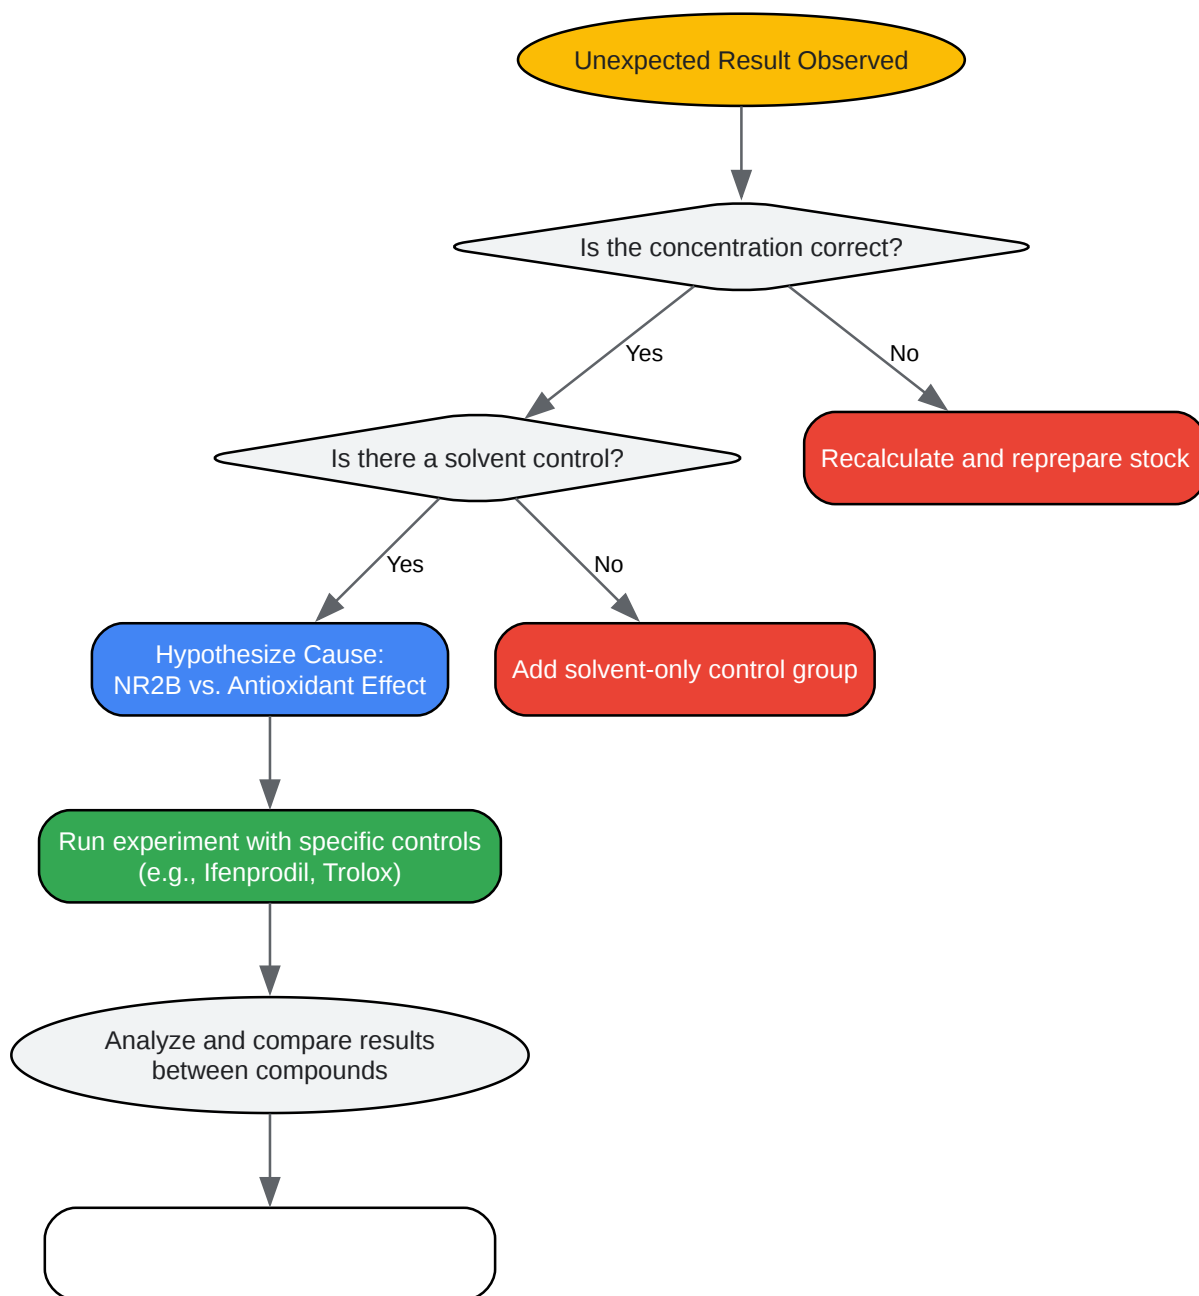 Unexpected Result Observed
Is the concentration correct?
Yes
No
Is there a solvent control?
Recalculate and reprepare stock
Yes
No
Hypothesize Cause:
NR2B vs. Antioxidant Effect
Add solvent-only control group
Run experiment with specific controls
(e.g., Ifenprodil, Trolox)
Analyze and compare results
between compounds